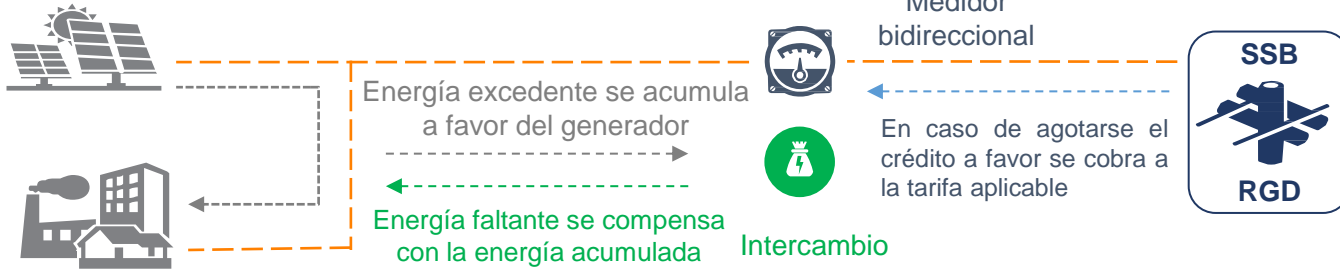 Medidor
bidireccional
SSB
Energía excedente se acumula
a favor del generador
En caso de agotarse el
crédito a favor se cobra a
la tarifa aplicable
RGD
Energía faltante se compensa
con la energía acumulada
Intercambio